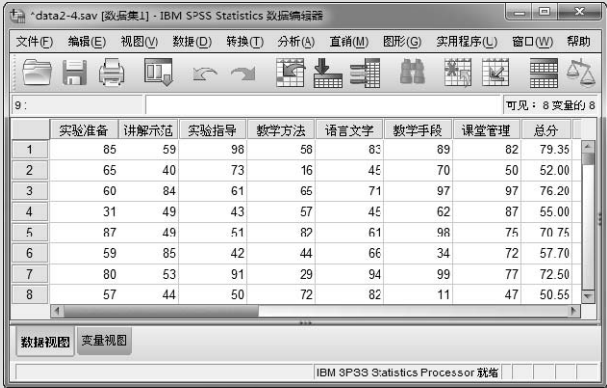 *data2-4.sav [数据集1] - IBM SPSS Statistics 数据编辑器
文件(F) 编辑(E) 视图(V) 数据(D) 转换(T) 分析(A) 直销(M) 图形(G) 实用程序(U) 窗口(W) 帮助
9: 可见: 8 变量的 8
实验准备 讲解示范 实验指导 教学方法 语言文字 教学手段 课堂管理 总分
1 85 59 98 58 83 89 82 79.35
2 65 40 73 16 45 70 50 52.00
3 60 84 61 65 71 97 97 76.20
4 31 49 43 57 45 62 87 55.00
5 87 49 51 82 61 98 75 70.75
6 59 85 42 44 66 34 72 57.70
7 80 53 91 29 94 99 77 72.50
8 57 44 50 72 82 11 47 50.55
数据视图 变量视图
IBM SPSS Statistics Processor 就绪